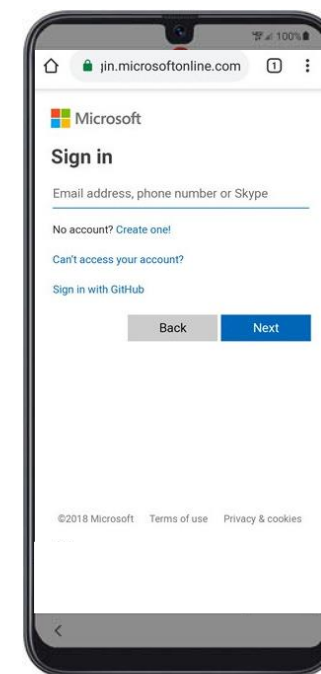 100%
jin.microsoftonline.com 1
Microsoft
Sign in
Email address, phone number or Skype
No account? Create one!
Can't access your account?
Sign in with GitHub
Back Next
©2018 Microsoft Terms of use Privacy & cookies